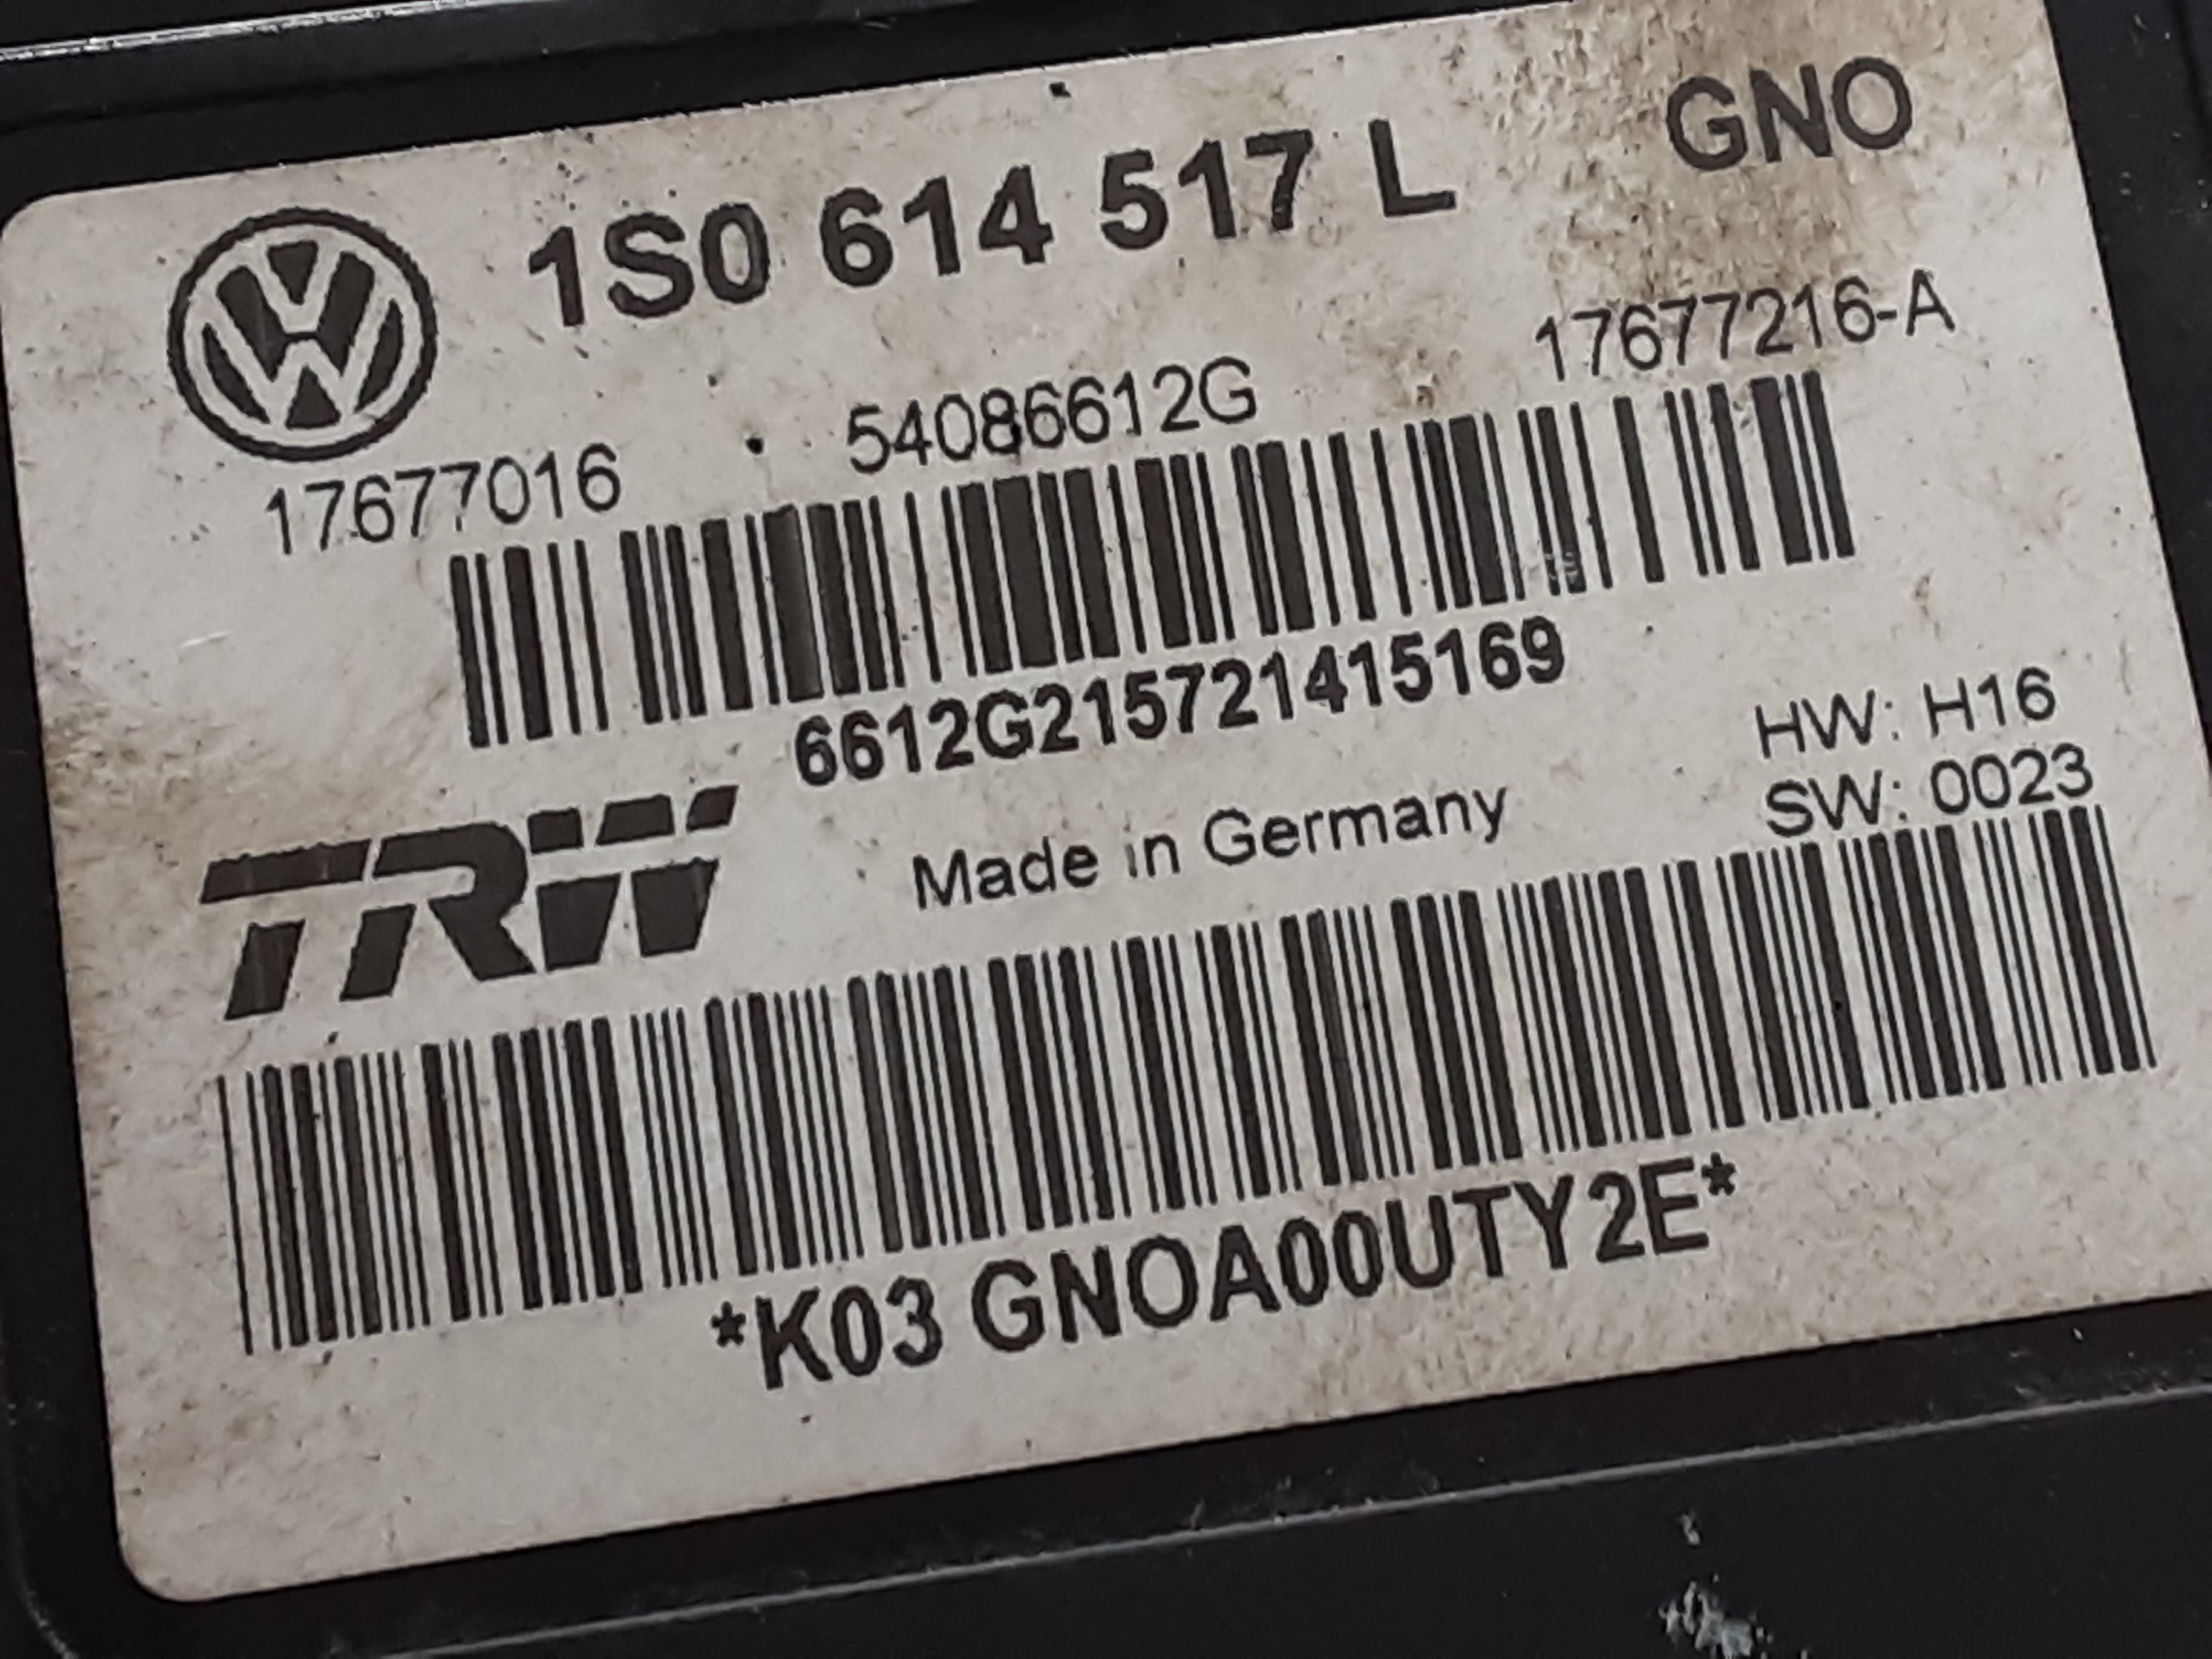 1S0 614 517 L GNO
17677016 54086612G 17677216-A
6612G215721415169
HW: H16
SW: 0023
TRW Made in Germany
*K03 GNOA00UTY2E*